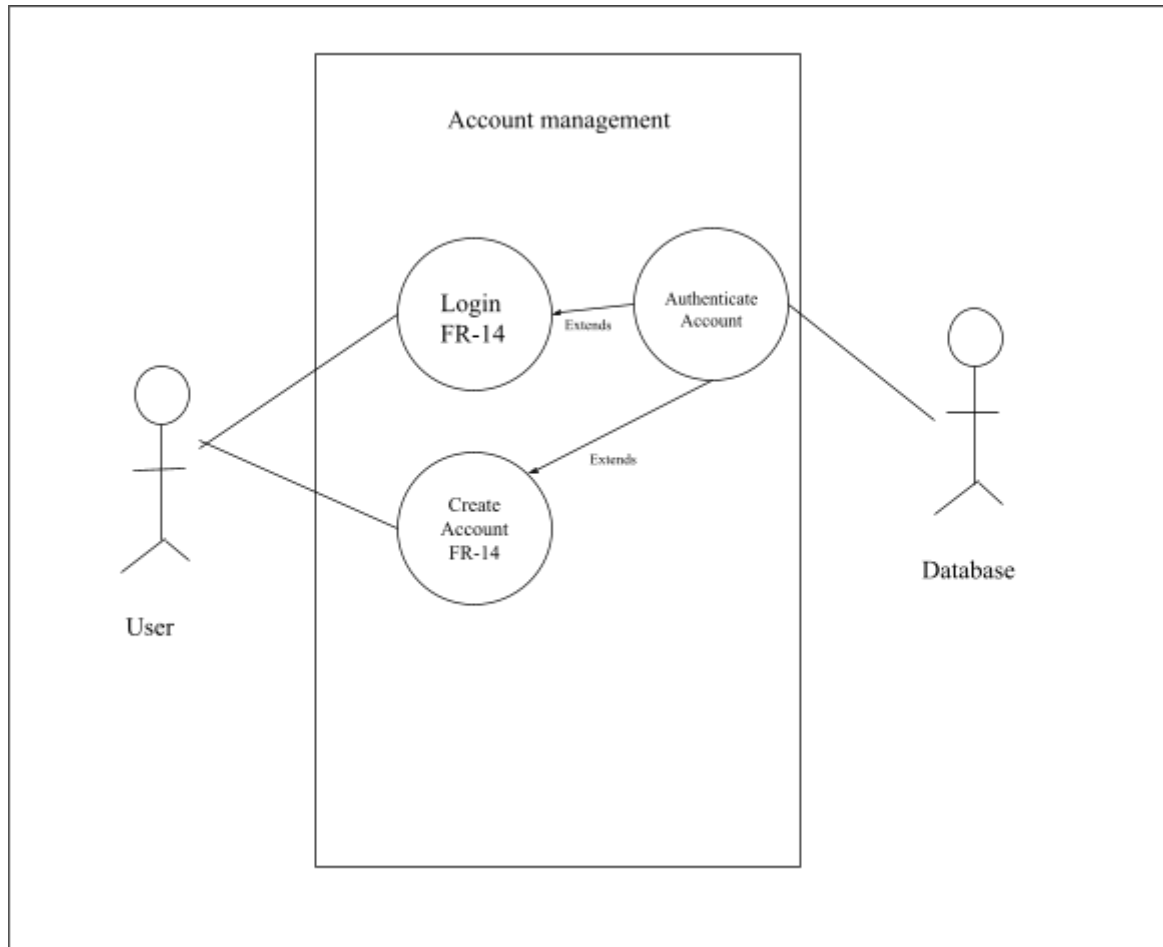 Account management
Login
FR-14
Authenticate
Account
Extends
Extends
Create
Account
FR-14
User
Database